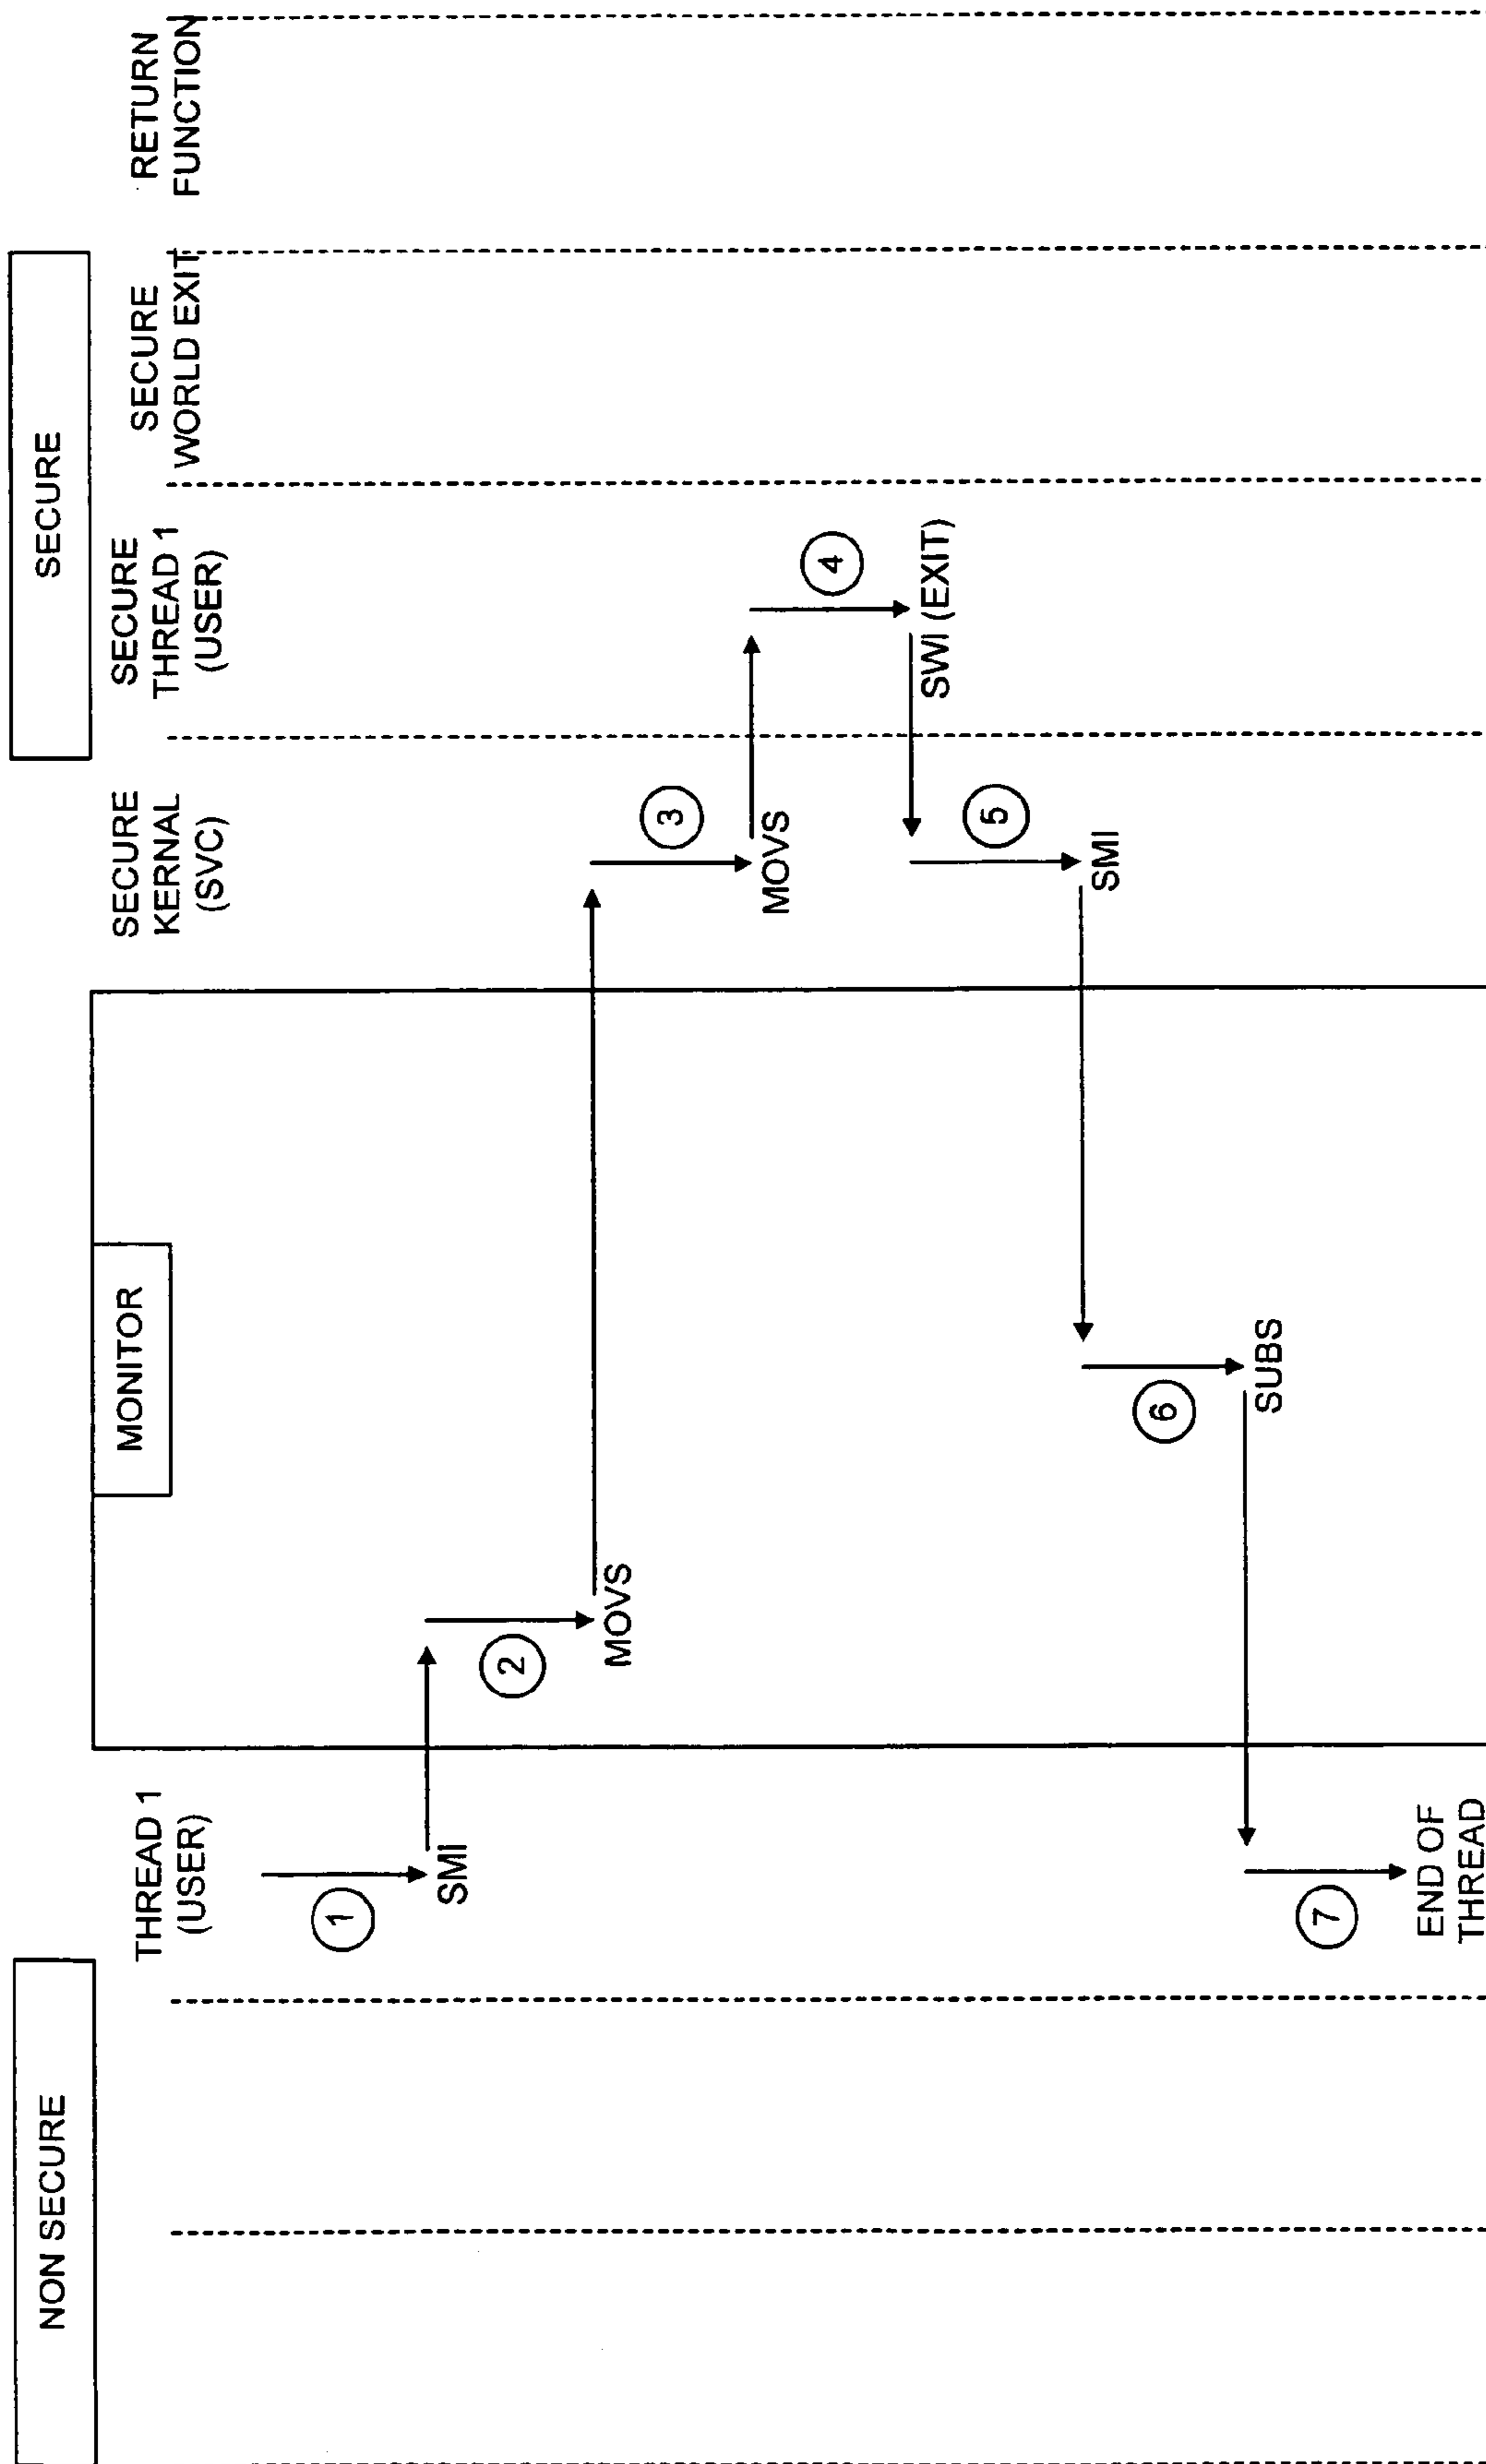 NON SECURE
MONITOR
SECURE
THREAD 1
(USER)
SECURE
KERNAL
(SVC)
SECURE
THREAD 1
(USER)
SECURE
WORLD EXIT
RETURN
FUNCTION
1
SMI
2
MOVS
3
MOVS
4
SWI (EXIT)
5
SMI
6
SUBS
7
END OF
THREAD